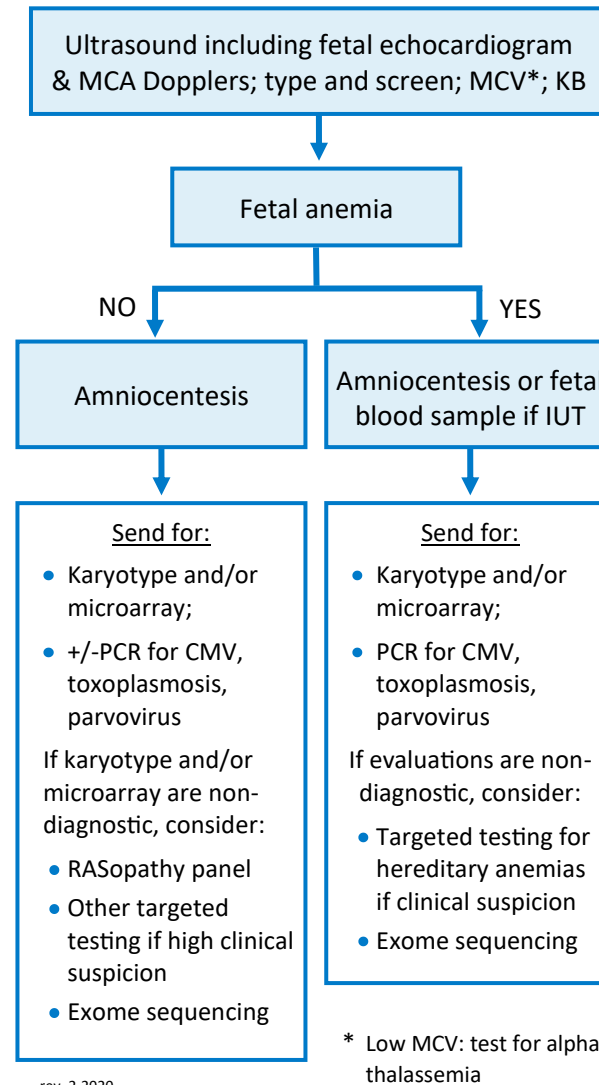 Ultrasound including fetal echocardiogram
& MCA Dopplers; type and screen; MCV*; KB
Fetal anemia
NO
YES
Amniocentesis
Amniocentesis or fetal
blood sample if IUT
Send for:
• Karyotype and/or
microarray;
• +/-PCR for CMV,
toxoplasmosis,
parvovirus
If karyotype and/or
microarray are non-
diagnostic, consider:
• RASopathy panel
• Other targeted
testing if high clinical
suspicion
• Exome sequencing
Send for:
• Karyotype and/or
microarray;
• PCR for CMV,
toxoplasmosis,
parvovirus
If evaluations are non-
diagnostic, consider:
• Targeted testing for
hereditary anemias
if clinical suspicion
• Exome sequencing
* Low MCV: test for alpha
thalassemia